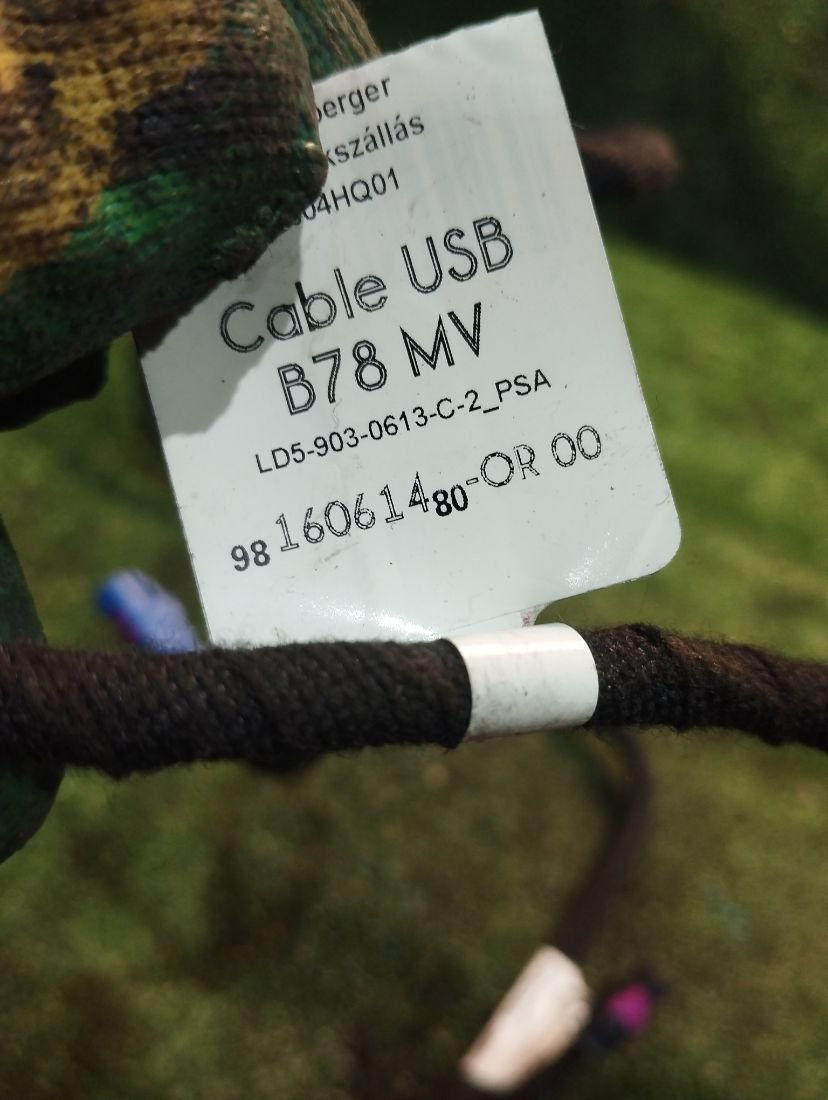 berger
kszállás
04HQ01
Cable USB
B78 MV
LD5-903-0613-C-2_PSA
98 160614 80-OR 00